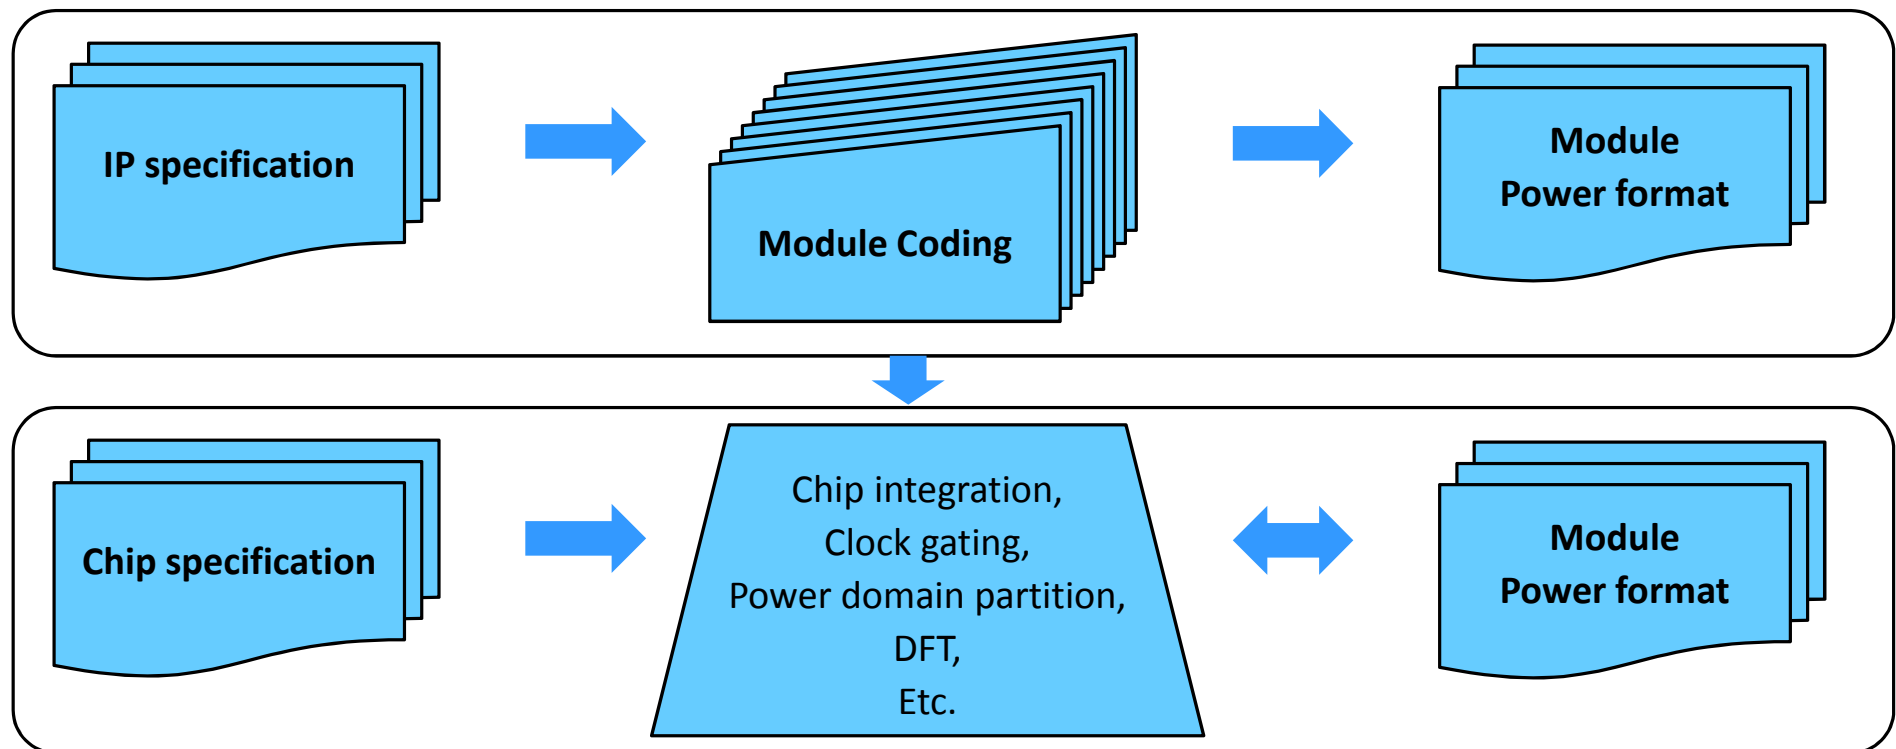 IP specification
Module Coding
Module
Power format
Chip specification
Chip integration,
Clock gating,
Power domain partition,
DFT,
Etc.
Module
Power format